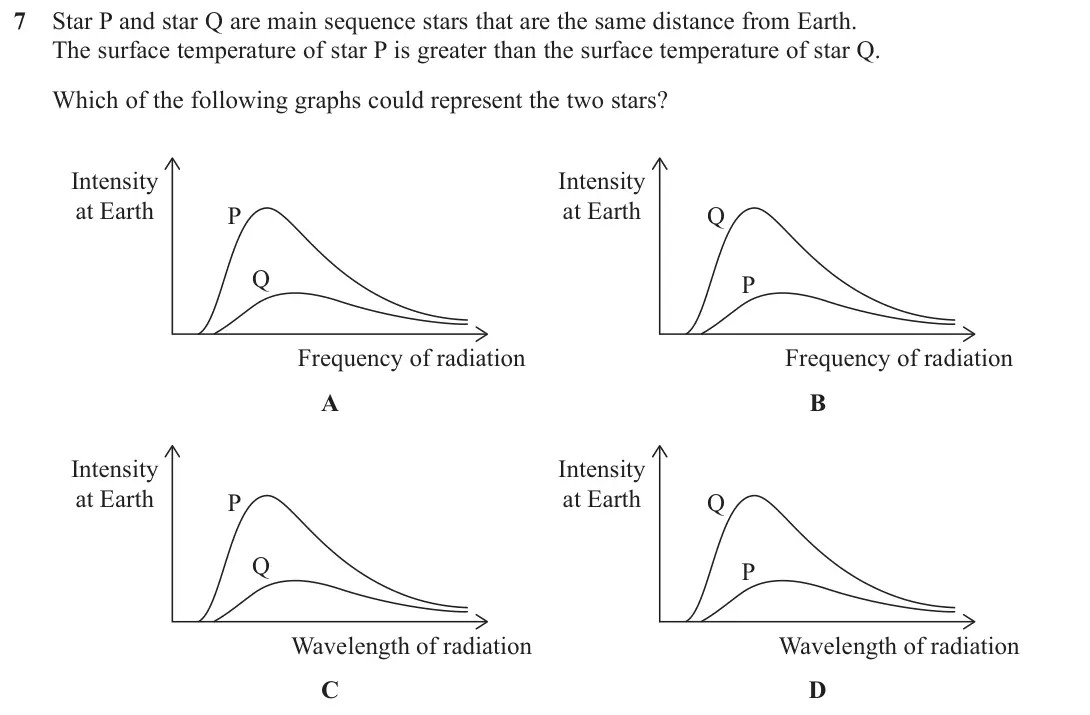 7 Star P and star Q are main sequence stars that are the same distance from Earth.
The surface temperature of star P is greater than the surface temperature of star Q.
Which of the following graphs could represent the two stars?
Intensity
at Earth
P
Q
Frequency of radiation
A
Intensity
at Earth
Q
P
Frequency of radiation
B
Intensity
at Earth
P
Q
Wavelength of radiation
C
Intensity
at Earth
Q
P
Wavelength of radiation
D